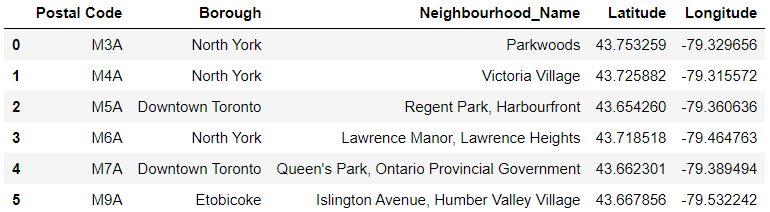 Postal Code Borough Neighbourhood_Name Latitude Longitude
0 M3A North York Parkwoods 43.753259 -79.329656
1 M4A North York Victoria Village 43.725882 -79.315572
2 M5A Downtown Toronto Regent Park, Harbourfront 43.654260 -79.360636
3 M6A North York Lawrence Manor, Lawrence Heights 43.718518 -79.464763
4 M7A Downtown Toronto Queen's Park, Ontario Provincial Government 43.662301 -79.389494
5 M9A Etobicoke Islington Avenue, Humber Valley Village 43.667856 -79.532242